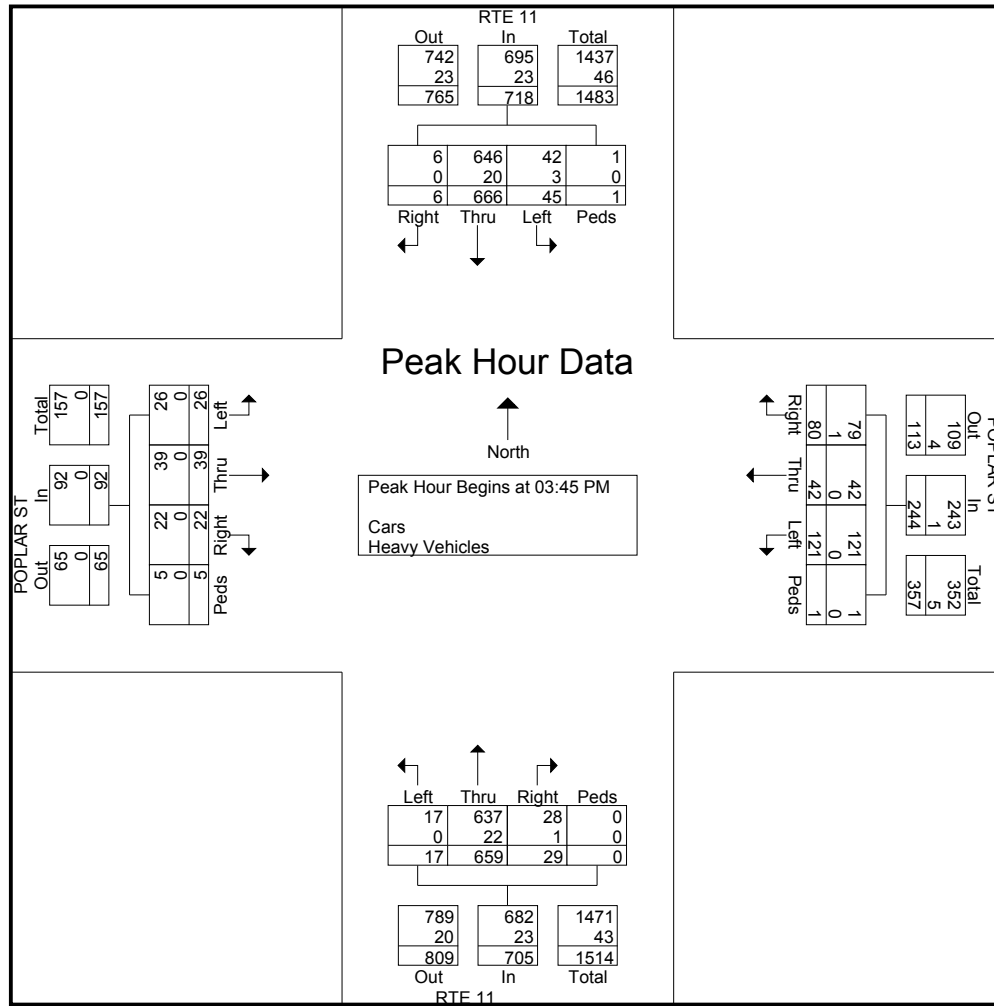 RTE 11
Out In Total
742 695 1437
23 23 46
765 718 1483
6 646 42 1
0 20 3 0
6 666 45 1
Right Thru Left Peds
Peak Hour Data
North
Peak Hour Begins at 03:45 PM
Cars
Heavy Vehicles
POPLAR ST
Total In Out
157 92 65
0 0 0
157 92 65
26 39 22 5
0 0 0 0
26 39 22 5
Left Thru Right Peds
POPLAR ST
Out In Total
109 243 352
4 1 5
113 244 357
79 42 121 1
1 0 0 0
80 42 121 1
Right Thru Left Peds
Left Thru Right Peds
17 637 28 0
0 22 1 0
17 659 29 0
789 682 1471
20 23 43
809 705 1514
Out In Total
RTE 11